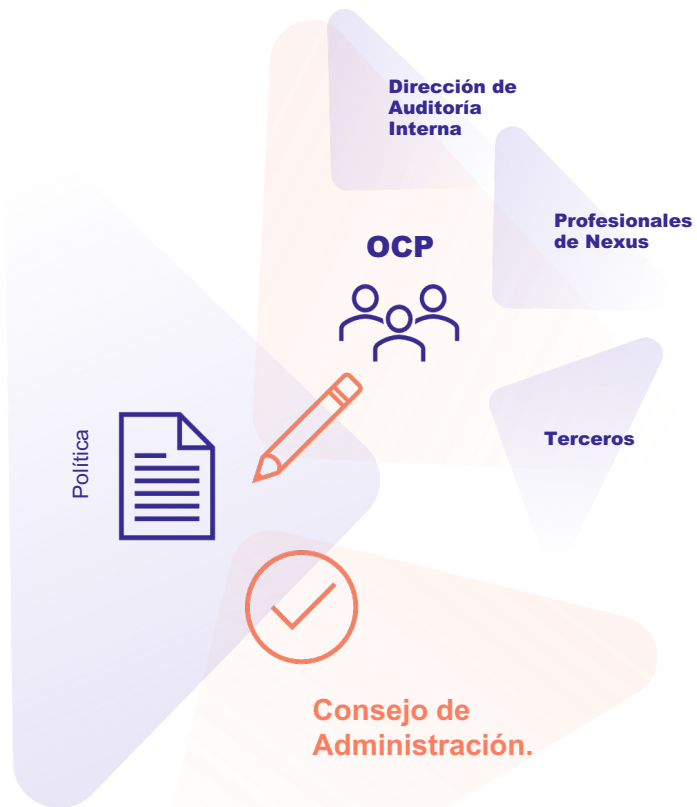 Dirección de
Auditoría
Interna
Profesionales
de Nexus
OCP
Terceros
Política
Consejo de
Administración.